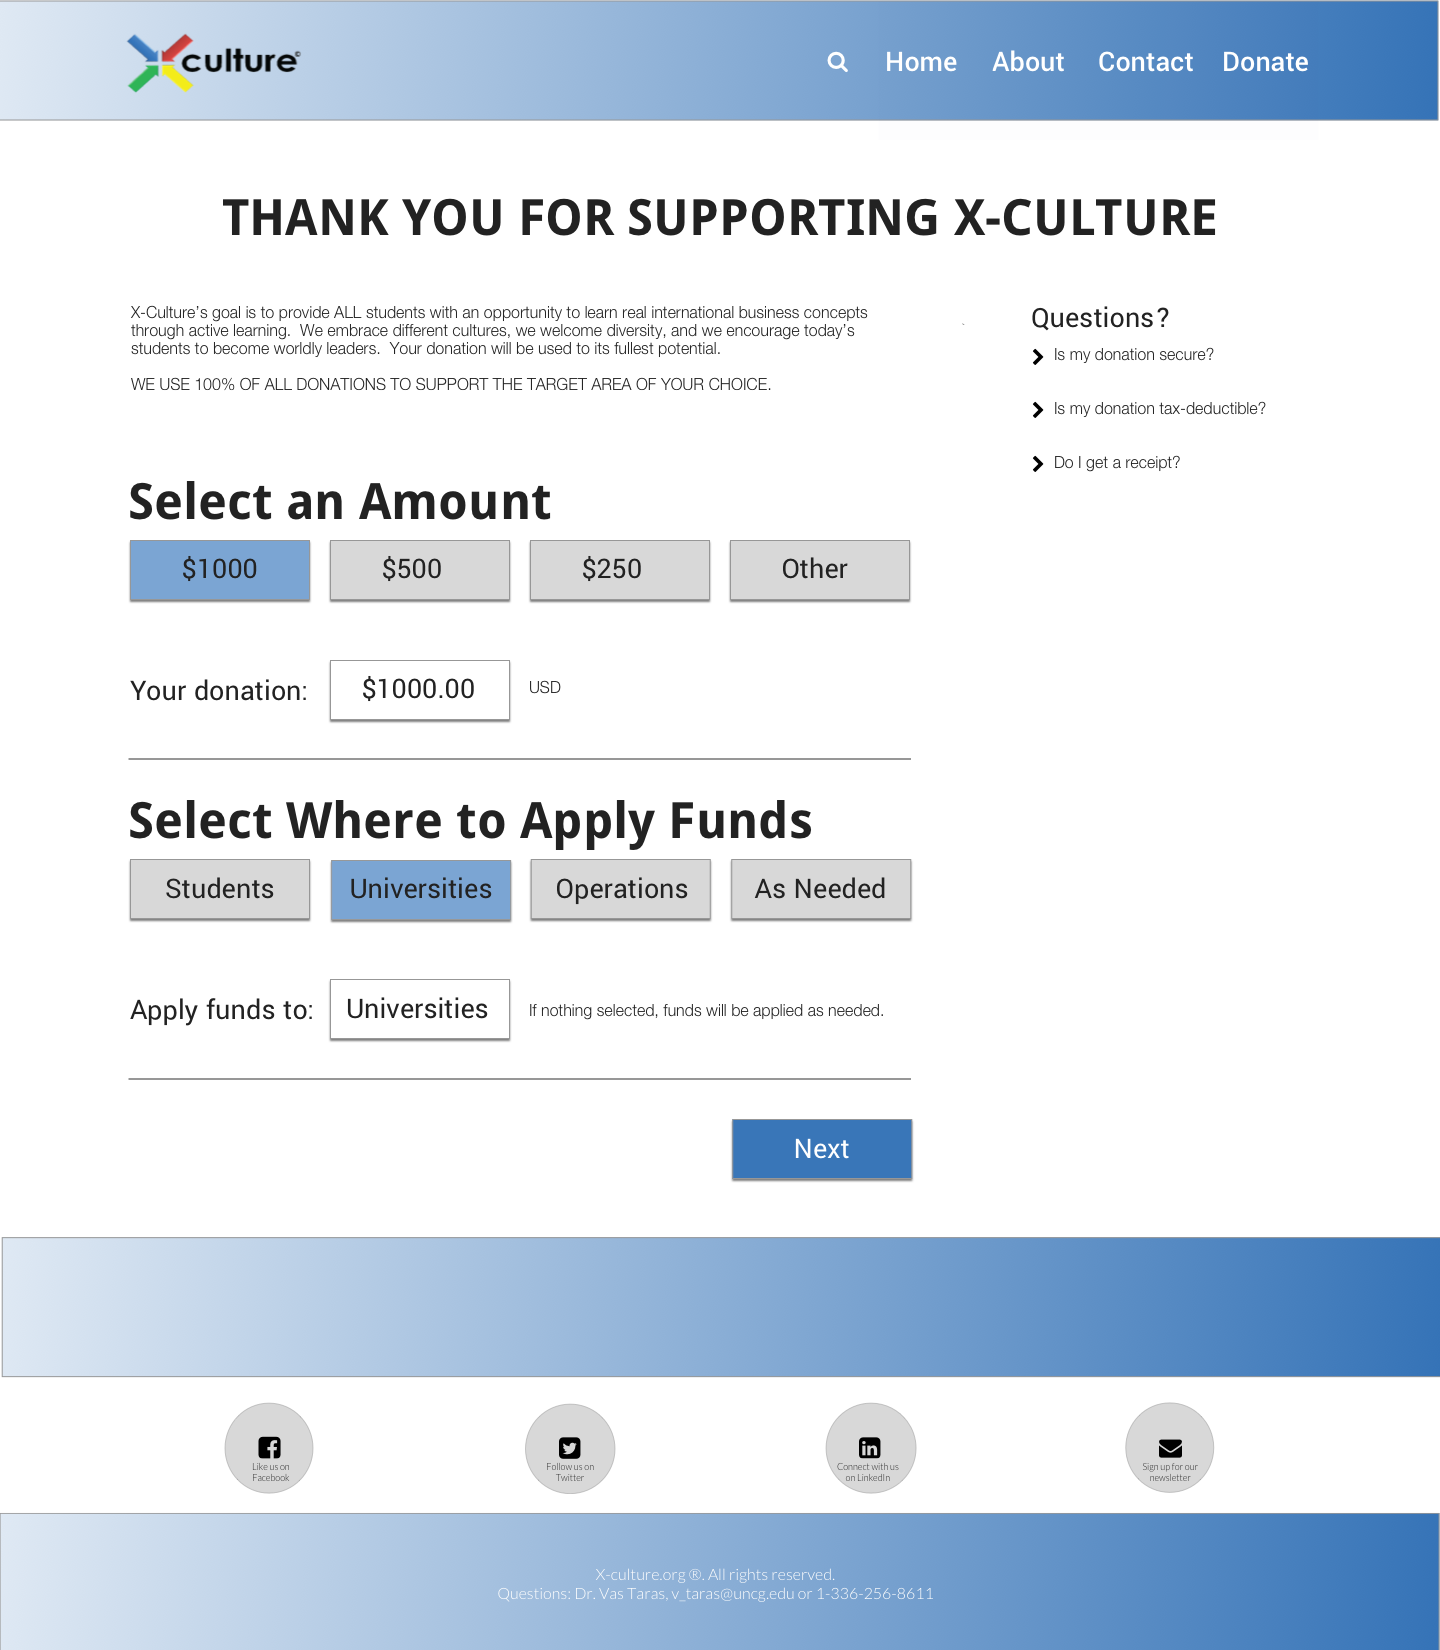 culture©
Home About Contact Donate
THANK YOU FOR SUPPORTING X-CULTURE
X-Culture's goal is to provide ALL students with an opportunity to learn real international business concepts
through active learning.  We embrace different cultures, we welcome diversity, and we encourage today's
students to become worldly leaders.  Your donation will be used to its fullest potential.
WE USE 100% OF ALL DONATIONS TO SUPPORT THE TARGET AREA OF YOUR CHOICE.
Questions?
Is my donation secure?
Is my donation tax-deductible?
Do I get a receipt?
Select an Amount
$1000 $500 $250 Other
Your donation: $1000.00 USD
Select Where to Apply Funds
Students Universities Operations As Needed
Apply funds to: Universities If nothing selected, funds will be applied as needed.
Next
Like us on
Facebook
Follow us on
Twitter
Connect with us
on LinkedIn
Sign up for our
newsletter
X-culture.org ®. All rights reserved.
Questions: Dr. Vas Taras, v_taras@uncg.edu or 1-336-256-8611